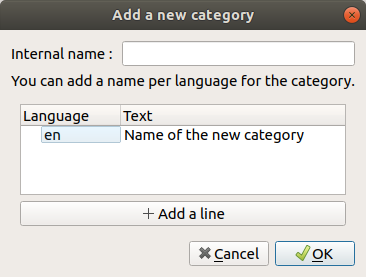 Add a new category
Internal name :
You can add a name per language for the category.
Language Text
en Name of the new category
+ Add a line
Cancel OK